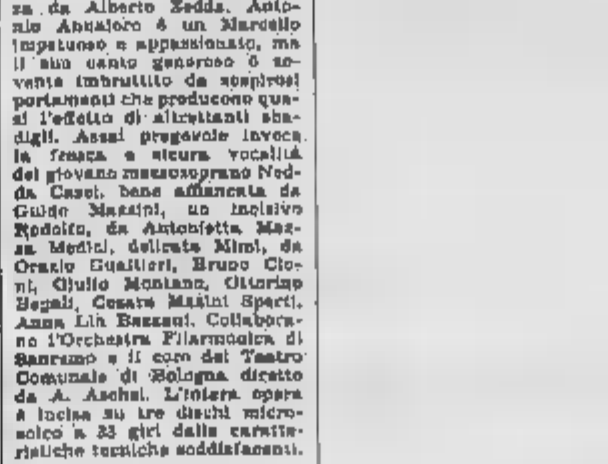 za da Alberto Zedda. Anto-
nio Annaloro è un Marcello
impetuoso e appassionato, ma
il suo canto generoso è so-
vente imbruttito da sospirosi
portamenti che producono qua-
si l'effetto di altrettanti sba-
digli. Assai pregevole invece
la fresca e sicura vocalità
del giovane mezzosoprano Ned-
da Casei, bene affiancata da
Guido Mazzini, un incisivo
Rodolfo, da Antonietta Maz-
za Medici, delicata Mimì, da
Orazio Gualtieri, Bruno Cio-
ni, Giulio Montano, Ottorino
Begali, Cesare Masini Sperti,
Anna Lia Bazzani. Collabora-
no l'Orchestra Filarmonica di
Sanremo e il coro del Teatro
Comunale di Bologna diretto
da A. Aschei. L'intera opera
è incisa su tre dischi micro-
solco a 33 giri dalle caratte-
ristiche tecniche soddisfacenti.